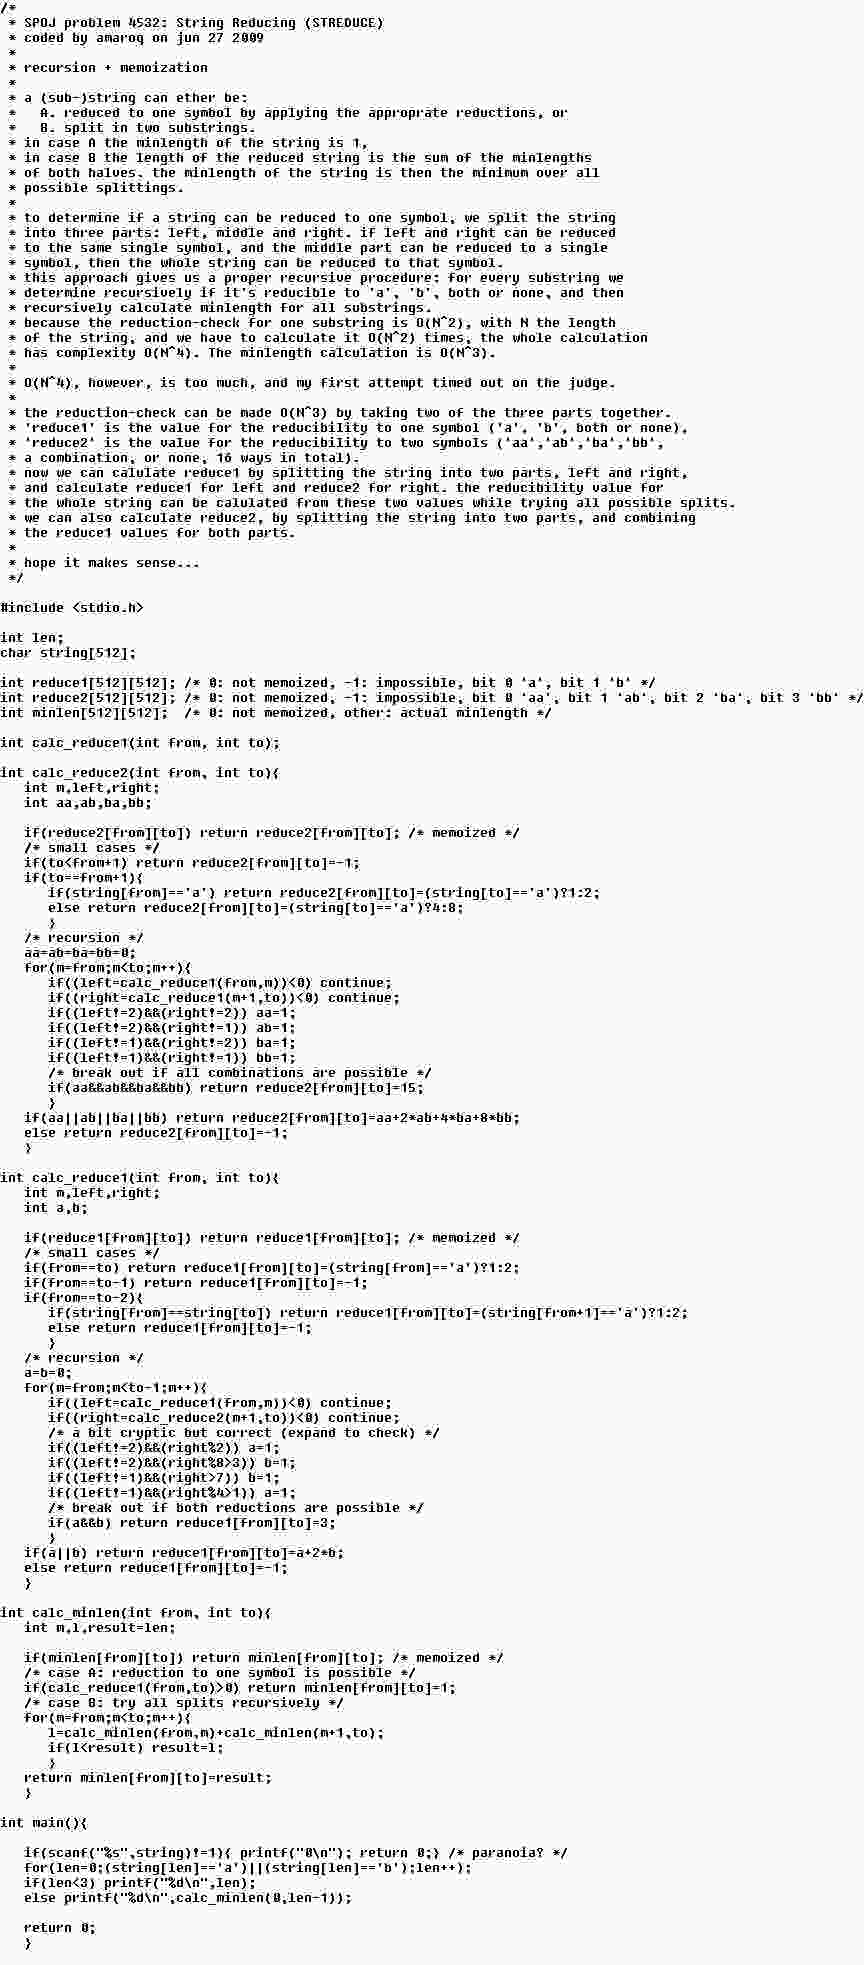 /*
 * SPOJ problem 4532: String Reducing (STREDUCE)
 * coded by amaroq on jun 27 2009
 *
 * recursion + memoization
 *
 * a (sub-)string can ether be:
 *   A. reduced to one symbol by applying the approprate reductions, or
 *   B. split in two substrings.
 * in case A the minlength of the string is 1,
 * in case B the length of the reduced string is the sum of the minlengths
 * of both halves. the minlength of the string is then the minimum over all
 * possible splittings.
 *
 * to determine if a string can be reduced to one symbol, we split the string
 * into three parts: left, middle and right. if left and right can be reduced
 * to the same single symbol, and the middle part can be reduced to a single
 * symbol, then the whole string can be reduced to that symbol.
 * this approach gives us a proper recursive procedure: for every substring we
 * determine recursively if it's reducible to 'a', 'b', both or none, and then
 * recursively calculate minlength for all substrings.
 * because the reduction-check for one substring is O(N^2), with N the length
 * of the string, and we have to calculate it O(N^2) times, the whole calculation
 * has complexity O(N^4). The minlength calculation is O(N^3).
 *
 * O(N^4), however, is too much, and my first attempt timed out on the judge.
 *
 * the reduction-check can be made O(N^3) by taking two of the three parts together.
 * 'reduce1' is the value for the reducibility to one symbol ('a', 'b', both or none),
 * 'reduce2' is the value for the reducibility to two symbols ('aa','ab','ba','bb',
 * a combination, or none, 16 ways in total).
 * now we can calulate reduce1 by splitting the string into two parts, left and right,
 * and calculate reduce1 for left and reduce2 for right. the reducibility value for
 * the whole string can be calulated from these two values while trying all possible splits.
 * we can also calculate reduce2, by splitting the string into two parts, and combining
 * the reduce1 values for both parts.
 *
 * hope it makes sense...
 */
#include <stdio.h>
int len;
char string[512];
int reduce1[512][512]; /* 0: not memoized, -1: impossible, bit 0 'a', bit 1 'b' */
int reduce2[512][512]; /* 0: not memoized, -1: impossible, bit 0 'aa', bit 1 'ab', bit 2 'ba', bit 3 'bb' */
int minlen[512][512];  /* 0: not memoized, other: actual minlength */
int calc_reduce1(int from, int to);
int calc_reduce2(int from, int to){
   int m,left,right;
   int aa,ab,ba,bb;
   if(reduce2[from][to]) return reduce2[from][to]; /* memoized */
   /* small cases */
   if(to<from+1) return reduce2[from][to]=-1;
   if(to==from+1){
      if(string[from]=='a') return reduce2[from][to]=(string[to]=='a')?1:2;
      else return reduce2[from][to]=(string[to]=='a')?4:8;
      }
   /* recursion */
   aa=ab=ba=bb=0;
   for(m=from;m<to;m++){
      if((left=calc_reduce1(from,m))<0) continue;
      if((right=calc_reduce1(m+1,to))<0) continue;
      if((left!=2)&&(right!=2)) aa=1;
      if((left!=2)&&(right!=1)) ab=1;
      if((left!=1)&&(right!=2)) ba=1;
      if((left!=1)&&(right!=1)) bb=1;
      /* break out if all combinations are possible */
      if(aa&&ab&&ba&&bb) return reduce2[from][to]=15;
      }
   if(aa||ab||ba||bb) return reduce2[from][to]=aa+2*ab+4*ba+8*bb;
   else return reduce2[from][to]=-1;
   }
int calc_reduce1(int from, int to){
   int m,left,right;
   int a,b;
   if(reduce1[from][to]) return reduce1[from][to]; /* memoized */
   /* small cases */
   if(from==to) return reduce1[from][to]=(string[from]=='a')?1:2;
   if(from==to-1) return reduce1[from][to]=-1;
   if(from==to-2){
      if(string[from]==string[to]) return reduce1[from][to]=(string[from+1]=='a')?1:2;
      else return reduce1[from][to]=-1;
      }
   /* recursion */
   a=b=0;
   for(m=from;m<to-1;m++){
      if((left=calc_reduce1(from,m))<0) continue;
      if((right=calc_reduce2(m+1,to))<0) continue;
      /* a bit cryptic but correct (expand to check) */
      if((left!=2)&&(right%2)) a=1;
      if((left!=2)&&(right%8>3)) b=1;
      if((left!=1)&&(right>7)) b=1;
      if((left!=1)&&(right%4>1)) a=1;
      /* break out if both reductions are possible */
      if(a&&b) return reduce1[from][to]=3;
      }
   if(a||b) return reduce1[from][to]=a+2*b;
   else return reduce1[from][to]=-1;
   }
int calc_minlen(int from, int to){
   int m,l,result=len;
   if(minlen[from][to]) return minlen[from][to]; /* memoized */
   /* case A: reduction to one symbol is possible */
   if(calc_reduce1(from,to)>0) return minlen[from][to]=1;
   /* case B: try all splits recursively */
   for(m=from;m<to;m++){
      l=calc_minlen(from,m)+calc_minlen(m+1,to);
      if(l<result) result=l;
      }
   return minlen[from][to]=result;
   }
int main(){
   if(scanf("%s",string)!=1){ printf("0\n"); return 0;} /* paranoia? */
   for(len=0;(string[len]=='a')||(string[len]=='b');len++);
   if(len<3) printf("%d\n",len);
   else printf("%d\n",calc_minlen(0,len-1));
   return 0;
   }